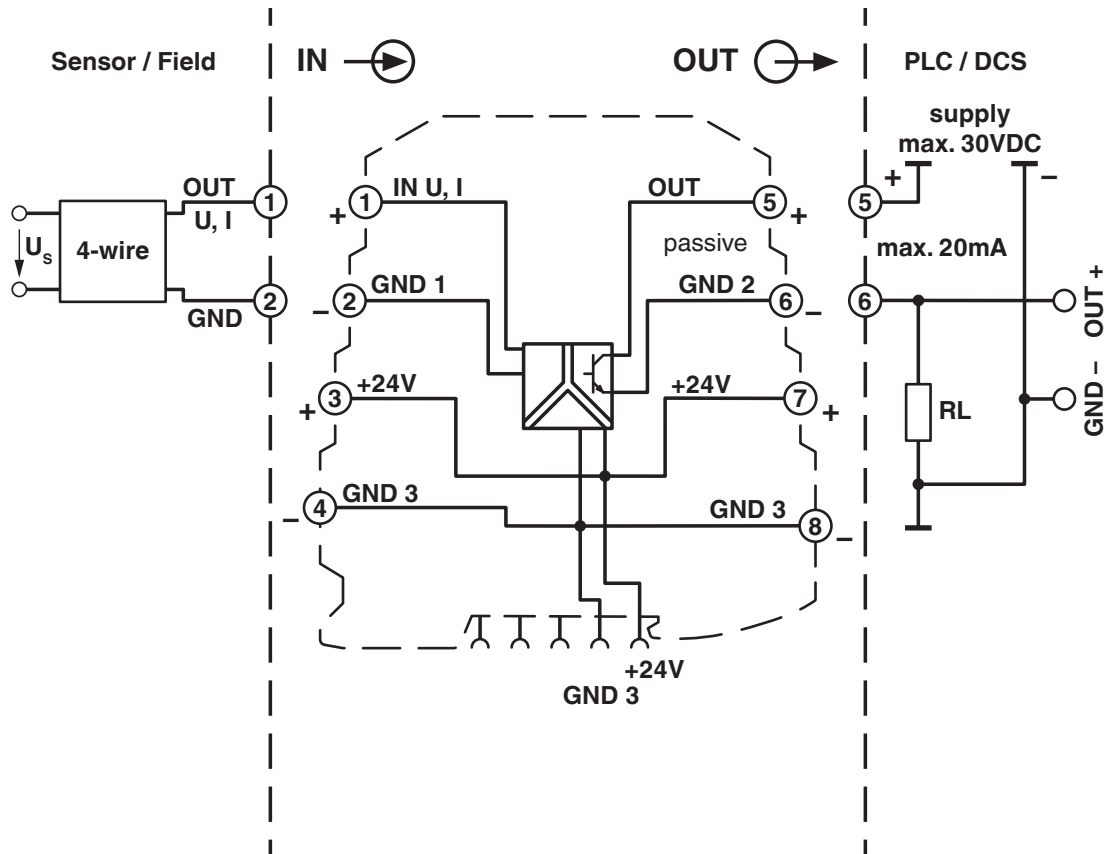 Sensor / Field
IN
OUT
PLC / DCS
supply
max. 30VDC
+
–
OUT
U, I
1
4-wire
Us
GND
2
1
+
IN U, I
OUT
5
+
passive
2
–
GND 1
GND 2
6
–
3
+
+24V
+24V
7
+
4
–
GND 3
GND 3
8
–
+24V
GND 3
5
max. 20mA
6
RL
OUT +
GND –